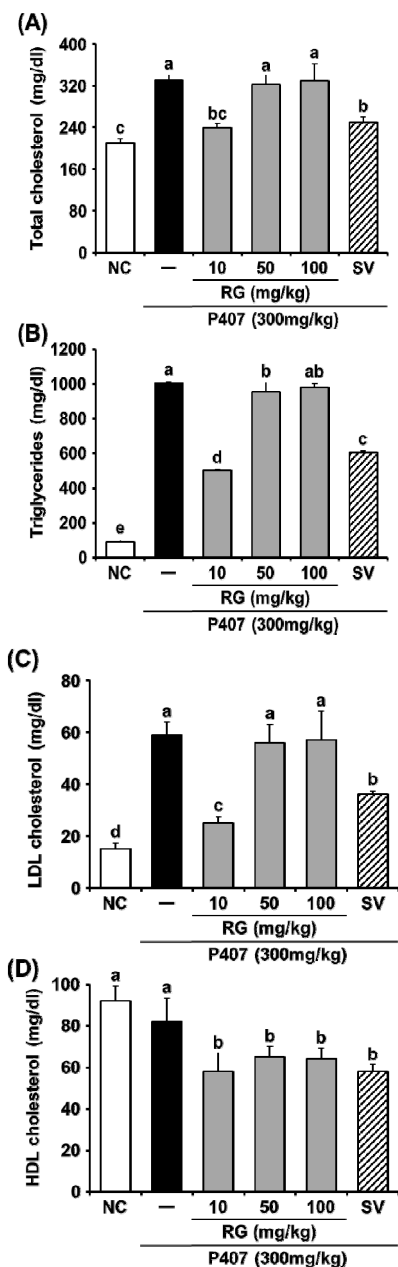 (A)
Total cholesterol (mg/dl)
400
320
240
160
80
0
c
a
bc
a
a
b
NC — 10 50 100 SV
RG (mg/kg)
P407 (300mg/kg)
(B)
Triglycerides (mg/dl)
1200
1000
800
600
400
200
0
e
a
d
b
ab
c
NC — 10 50 100 SV
RG (mg/kg)
P407 (300mg/kg)
(C)
LDL cholesterol (mg/dl)
80
60
40
20
0
d
a
c
a
a
b
NC — 10 50 100 SV
RG (mg/kg)
P407 (300mg/kg)
(D)
HDL cholesterol (mg/dl)
100
80
60
40
20
0
a
a
b
b
b
b
NC — 10 50 100 SV
RG (mg/kg)
P407 (300mg/kg)